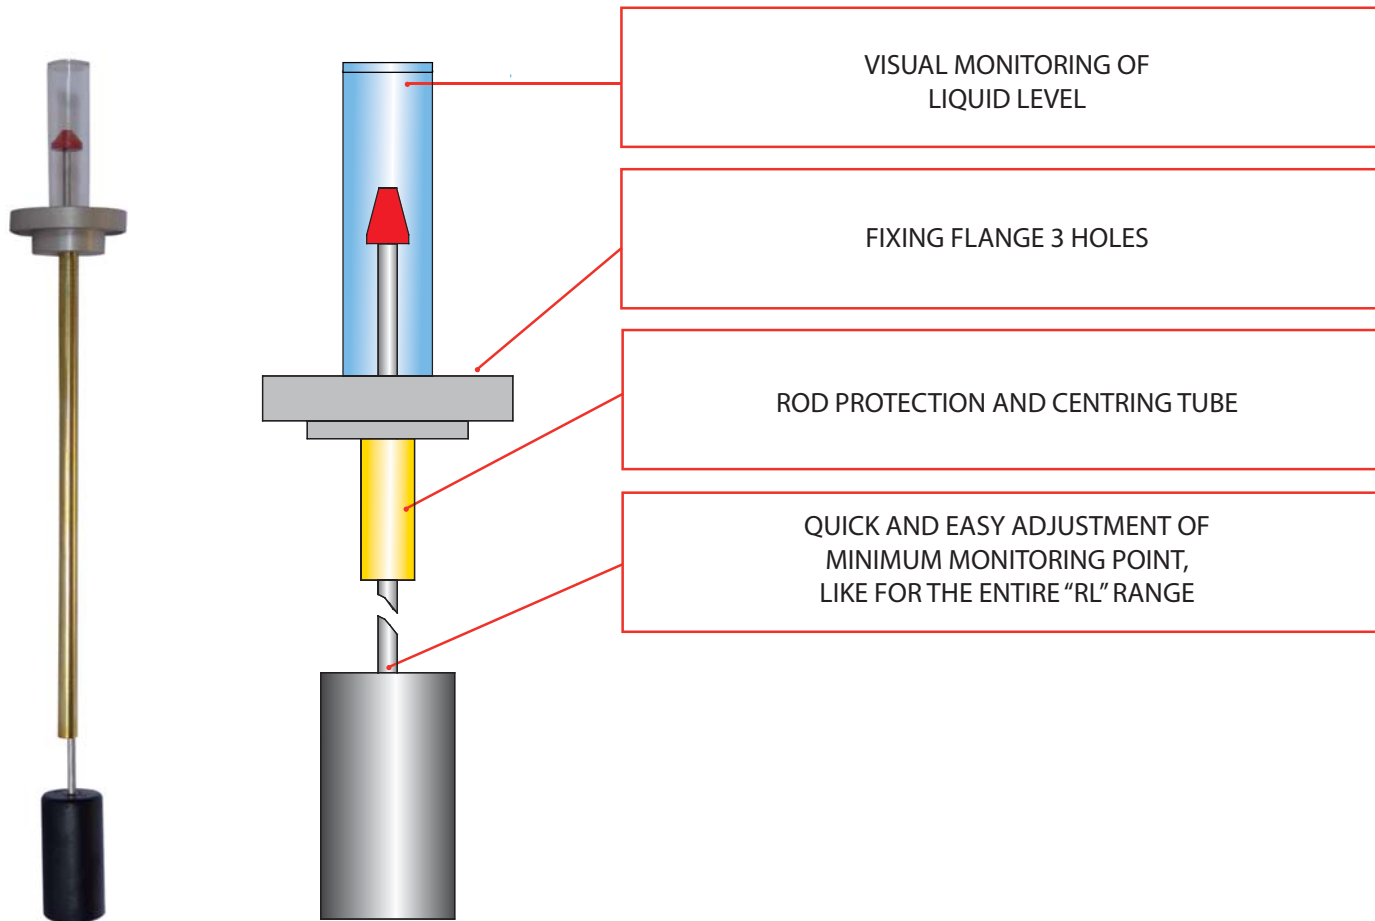 VISUAL MONITORING OF
LIQUID LEVEL
FIXING FLANGE 3 HOLES
ROD PROTECTION AND CENTRING TUBE
QUICK AND EASY ADJUSTMENT OF
MINIMUM MONITORING POINT,
LIKE FOR THE ENTIRE “RL” RANGE